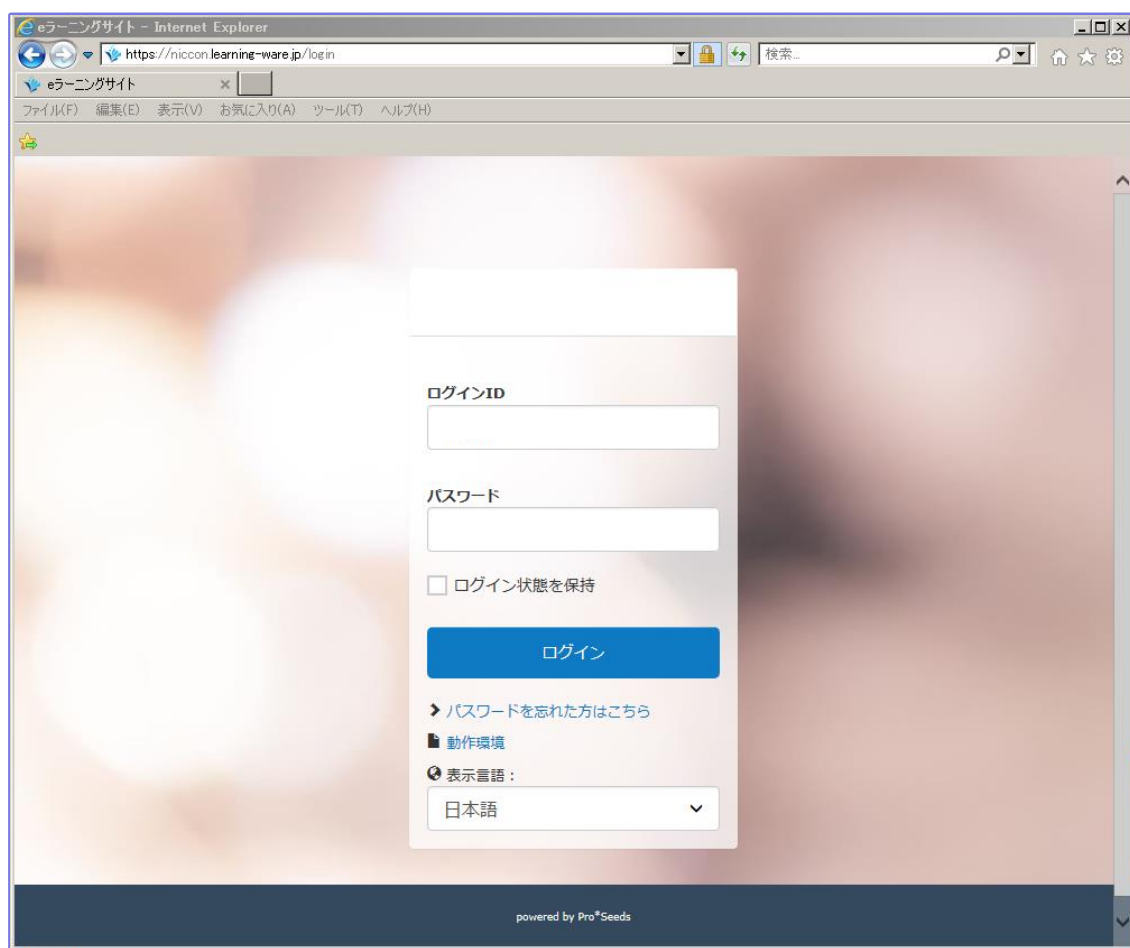 eラーニングサイト - Internet Explorer
https://niccon.learning-ware.jp/login
検索...
eラーニングサイト
ファイル(F) 編集(E) 表示(V) お気に入り(A) ツール(T) ヘルプ(H)
ログインID
パスワード
ログイン状態を保持
ログイン
パスワードを忘れた方はこちら
動作環境
表示言語：
日本語
powered by Pro*Seeds